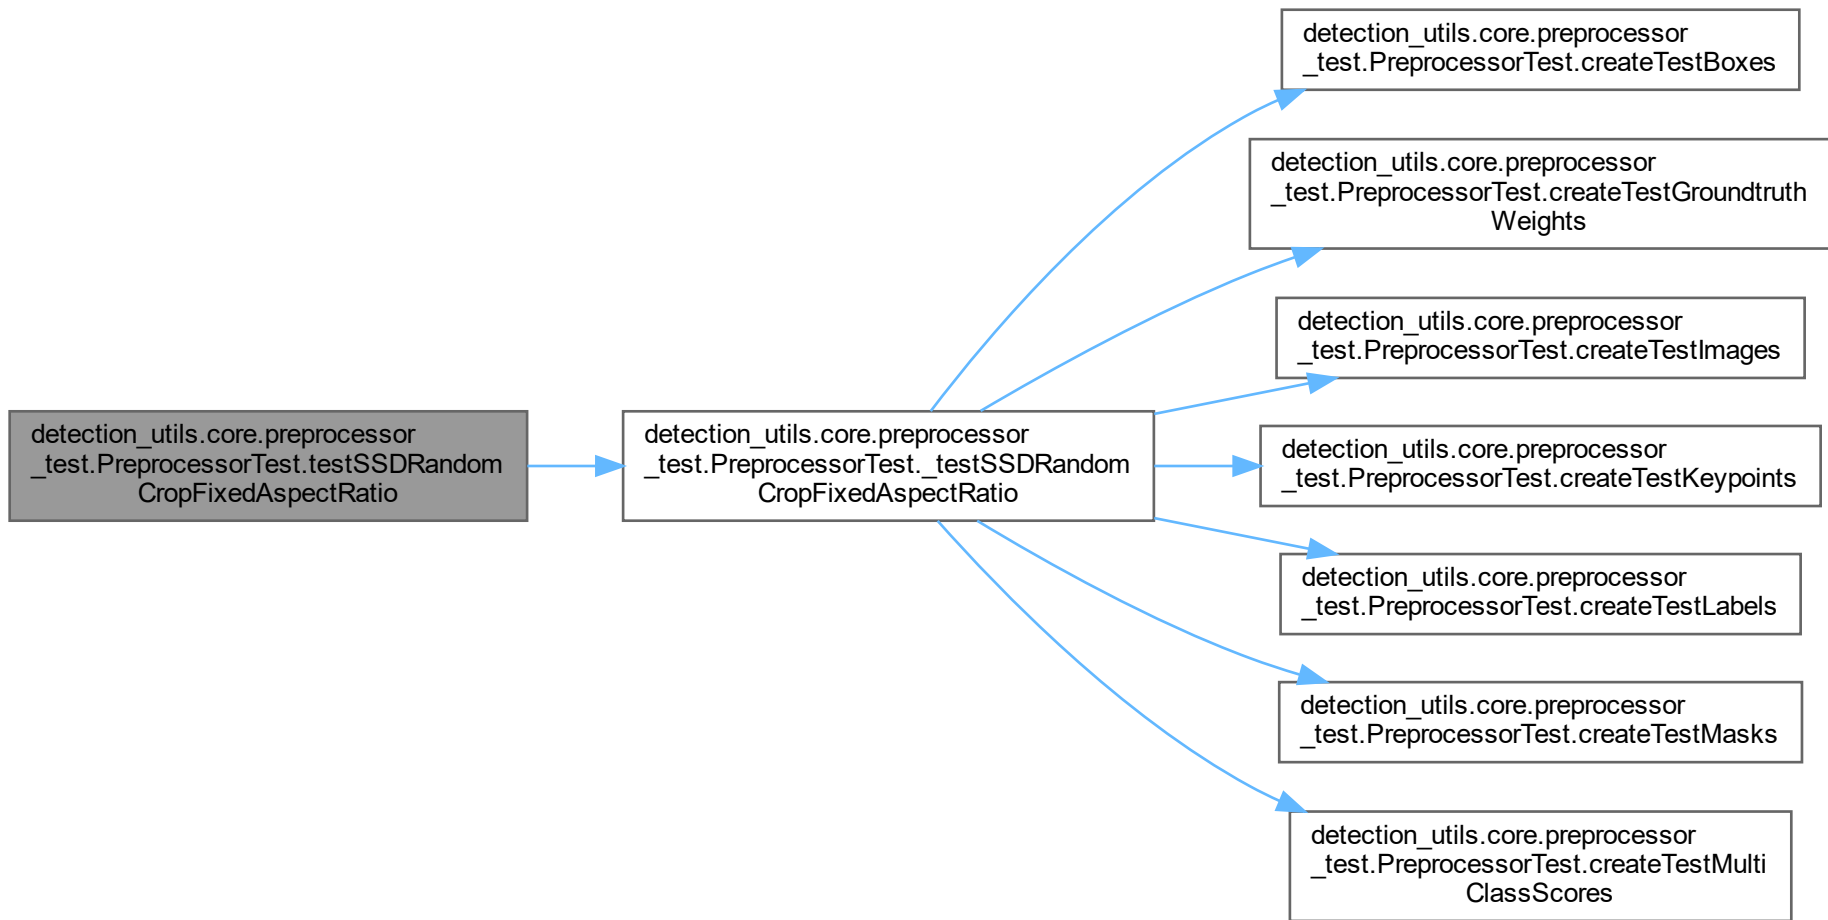 detection_utils.core.preprocessor
_test.PreprocessorTest.testSSDRandom
CropFixedAspectRatio
detection_utils.core.preprocessor
_test.PreprocessorTest._testSSDRandom
CropFixedAspectRatio
detection_utils.core.preprocessor
_test.PreprocessorTest.createTestBoxes
detection_utils.core.preprocessor
_test.PreprocessorTest.createTestGroundtruth
Weights
detection_utils.core.preprocessor
_test.PreprocessorTest.createTestImages
detection_utils.core.preprocessor
_test.PreprocessorTest.createTestKeypoints
detection_utils.core.preprocessor
_test.PreprocessorTest.createTestLabels
detection_utils.core.preprocessor
_test.PreprocessorTest.createTestMasks
detection_utils.core.preprocessor
_test.PreprocessorTest.createTestMulti
ClassScores